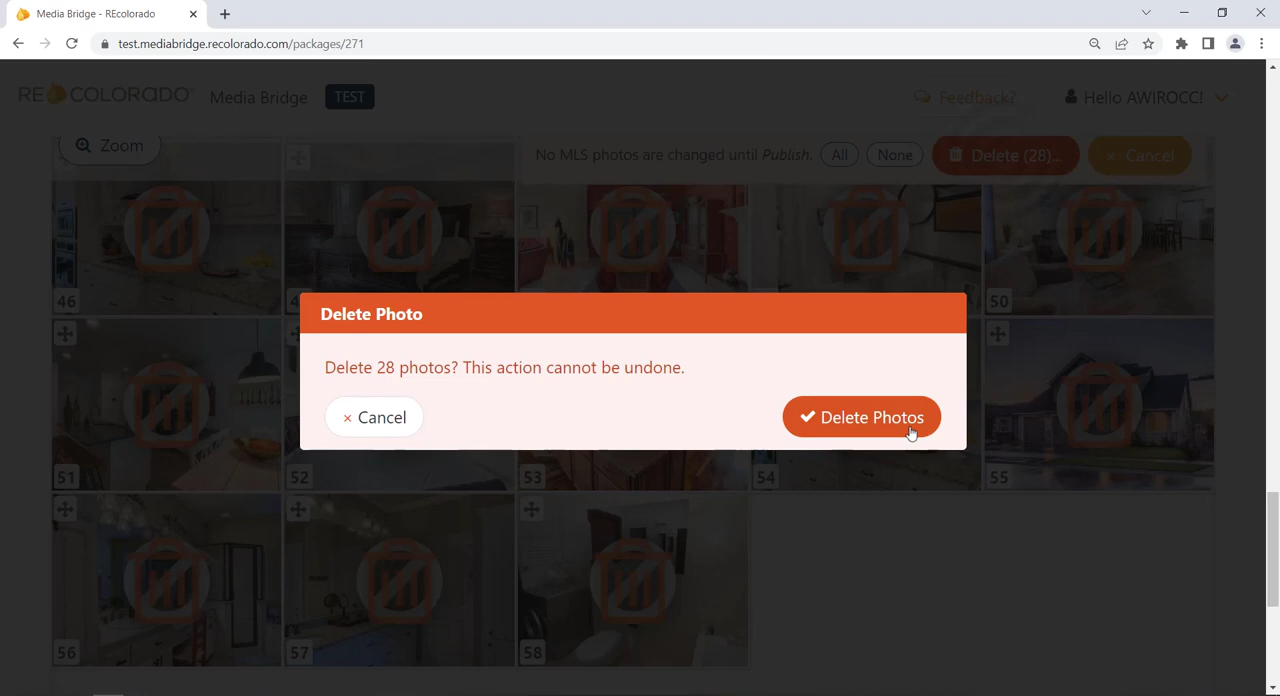 Media Bridge - REcolorado
test.mediabridge.recolorado.com/packages/271
RECOLORADO Media Bridge TEST Feedback? Hello AWIROCC!
Zoom No MLS photos are changed until Publish. All None Delete (28)... × Cancel
46 50
Delete Photo
Delete 28 photos? This action cannot be undone.
× Cancel Delete Photos
51 52 53 54 55
56 57 58